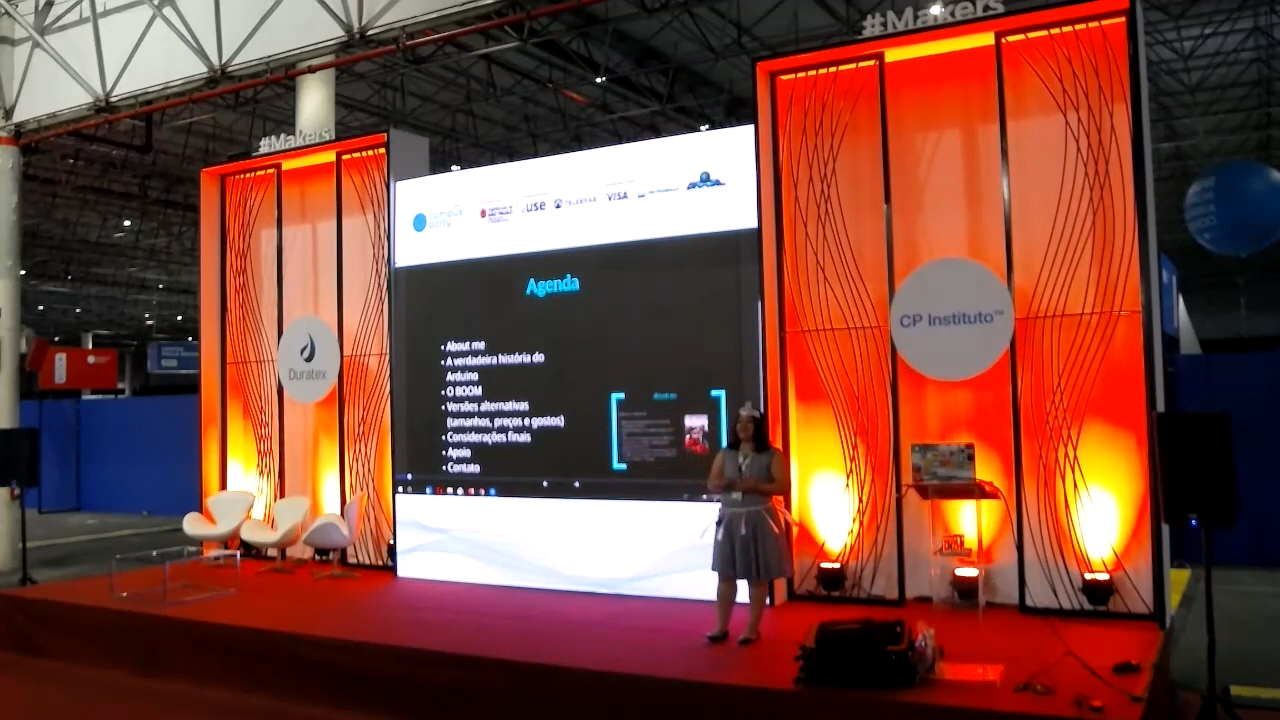 #Makers
#Makers
campus
party
use
TELEBRAS
VISA
Agenda
• About me
• A verdadeira história do
Arduino
• O BOOM
• Versões alternativas
(tamanhos, preços e gostos)
• Considerações finais
• Apoio
• Contato
Duratex
CP Instituto™